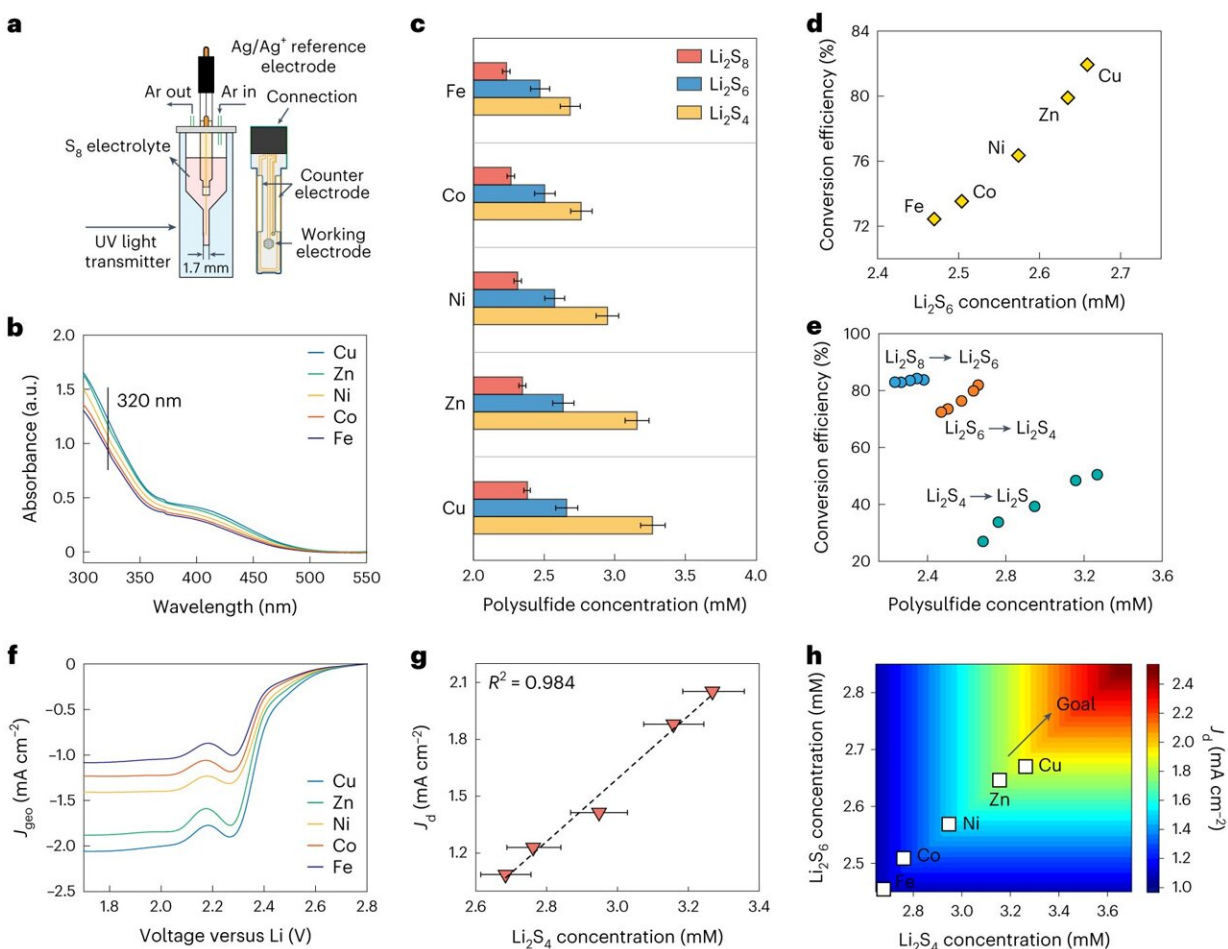 a
Ag/Ag⁺ reference
electrode
Ar out
Ar in
Connection
S₈ electrolyte
Counter
electrode
Working
electrode
UV light
transmitter
1.7 mm
b
Absorbance (a.u.)
2.0
1.5
1.0
0.5
0
320 nm
Cu
Zn
Ni
Co
Fe
300 350 400 450 500 550
Wavelength (nm)
c
Li₂S₈
Li₂S₆
Li₂S₄
Fe
Co
Ni
Zn
Cu
2.0 2.5 3.0 3.5 4.0
Polysulfide concentration (mM)
d
Conversion efficiency (%)
84
80
76
72
Cu
Zn
Ni
Co
Fe
2.4 2.5 2.6 2.7
Li₂S₆ concentration (mM)
e
Conversion efficiency (%)
100
80
60
40
20
Li₂S₈ → Li₂S₆
Li₂S₆ → Li₂S₄
Li₂S₄ → Li₂S
2.4 2.8 3.2 3.6
Polysulfide concentration (mM)
f
J_geo (mA cm⁻²)
0
−0.5
−1.0
−1.5
−2.0
−2.5
Cu
Zn
Ni
Co
Fe
1.8 2.0 2.2 2.4 2.6 2.8
Voltage versus Li (V)
g
R² = 0.984
J_d (mA cm⁻²)
2.1
1.8
1.5
1.2
2.6 2.8 3.0 3.2 3.4
Li₂S₄ concentration (mM)
h
Li₂S₆ concentration (mM)
2.8
2.7
2.6
2.5
Goal
Cu
Zn
Ni
Co
Fe
2.8 3.0 3.2 3.4 3.6
Li₂S₄ concentration (mM)
2.4
2.2
2.0
1.8
1.6
1.4
1.2
1.0
J_d (mA cm⁻²)